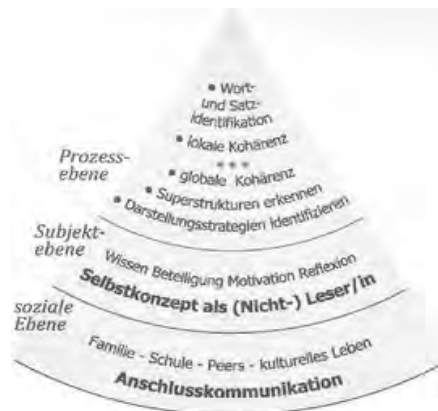 • Wort-
und Satz-
identifikation
• lokale Kohärenz
• • •
Prozess-
ebene
• globale Kohärenz
• Superstrukturen erkennen
• Darstellungsstrategien identifizieren
Subjekt-
ebene
Wissen Beteiligung Motivation Reflexion
Selbstkonzept als (Nicht-) Leser/in
soziale
Ebene
Familie - Schule - Peers - kulturelles Leben
Anschlusskommunikation